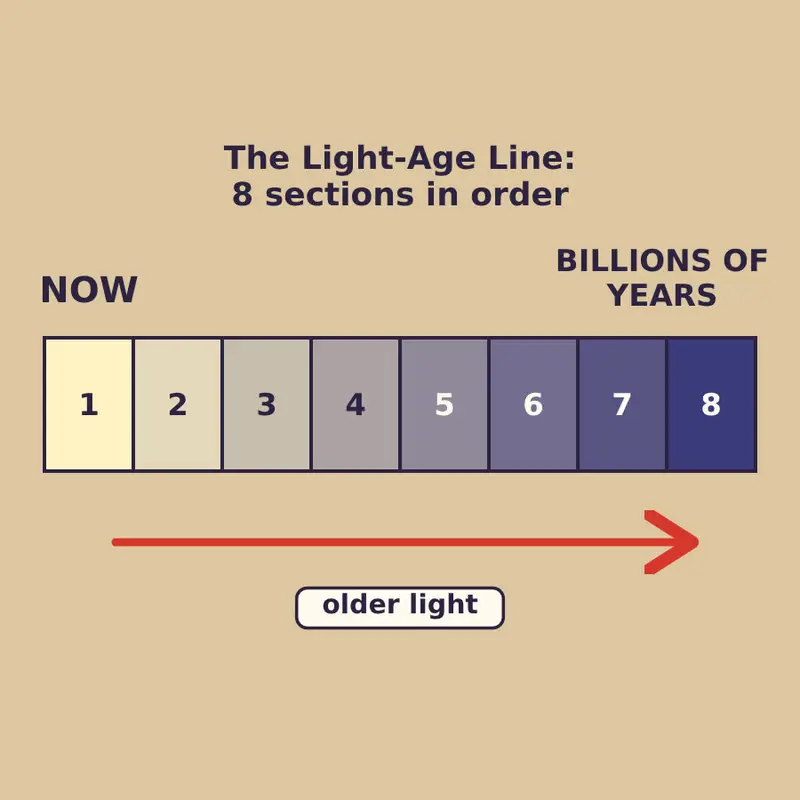 The Light-Age Line:
8 sections in order
NOW
BILLIONS OF
YEARS
1 2 3 4 5 6 7 8
older light